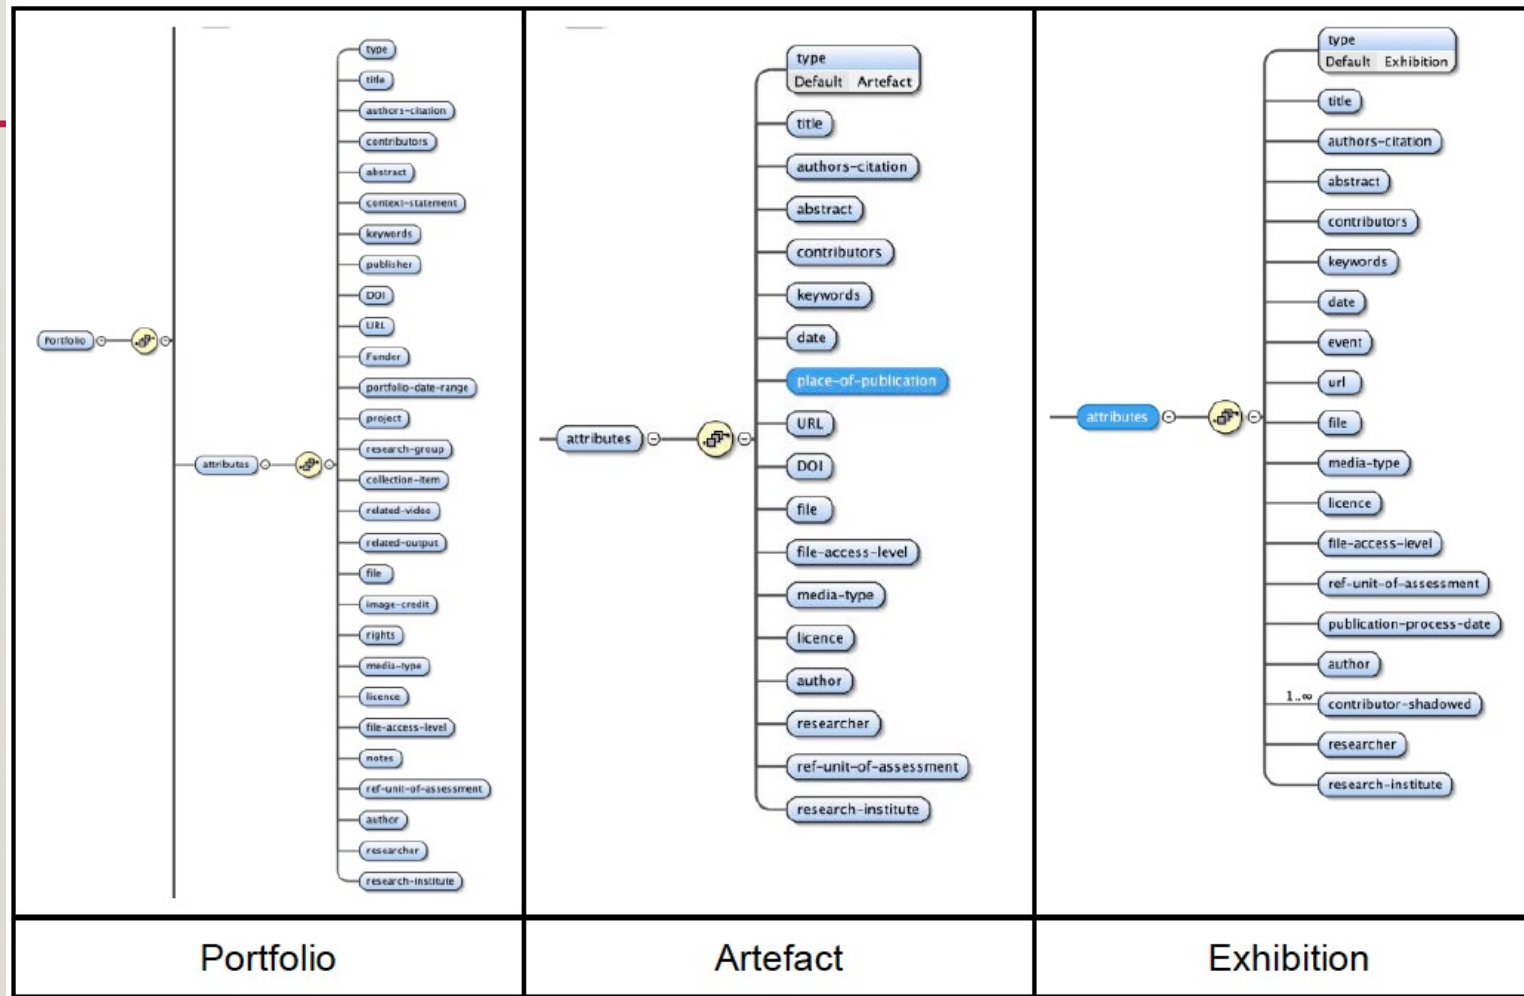 type
title
authors-citation
contributors
abstract
context-statement
keywords
publisher
DOI
URL
Funder
portfolio-date-range
project
research-group
collection-item
related-video
related-output
file
image-credit
rights
media-type
licence
file-access-level
notes
ref-unit-of-assessment
author
researcher
research-institute
Portfolio
attributes
Portfolio
type
Default Artefact
title
authors-citation
abstract
contributors
keywords
date
place-of-publication
URL
DOI
file
file-access-level
media-type
licence
author
researcher
ref-unit-of-assessment
research-institute
attributes
Artefact
type
Default Exhibition
title
authors-citation
abstract
contributors
keywords
date
event
url
file
media-type
licence
file-access-level
ref-unit-of-assessment
publication-process-date
author
1..∞
contributor-shadowed
researcher
research-institute
attributes
Exhibition